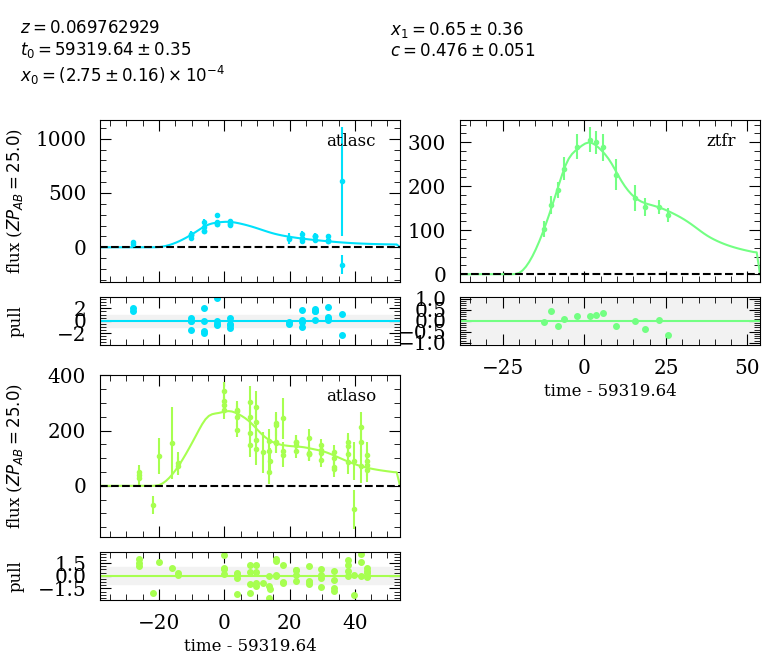 z = 0.069762929
t₀ = 59319.64 ± 0.35
x₀ = (2.75 ± 0.16) × 10⁻⁴
x₁ = 0.65 ± 0.36
c = 0.476 ± 0.051
atlasc
flux (ZP_AB = 25.0)
1000
500
0
pull
2
0
−2
ztfr
300
200
100
0
1.0
0.5
0.0
−0.5
−1.0
−25 0 25 50
time - 59319.64
atlaso
flux (ZP_AB = 25.0)
400
200
0
pull
1.5
0.0
−1.5
−20 0 20 40
time - 59319.64